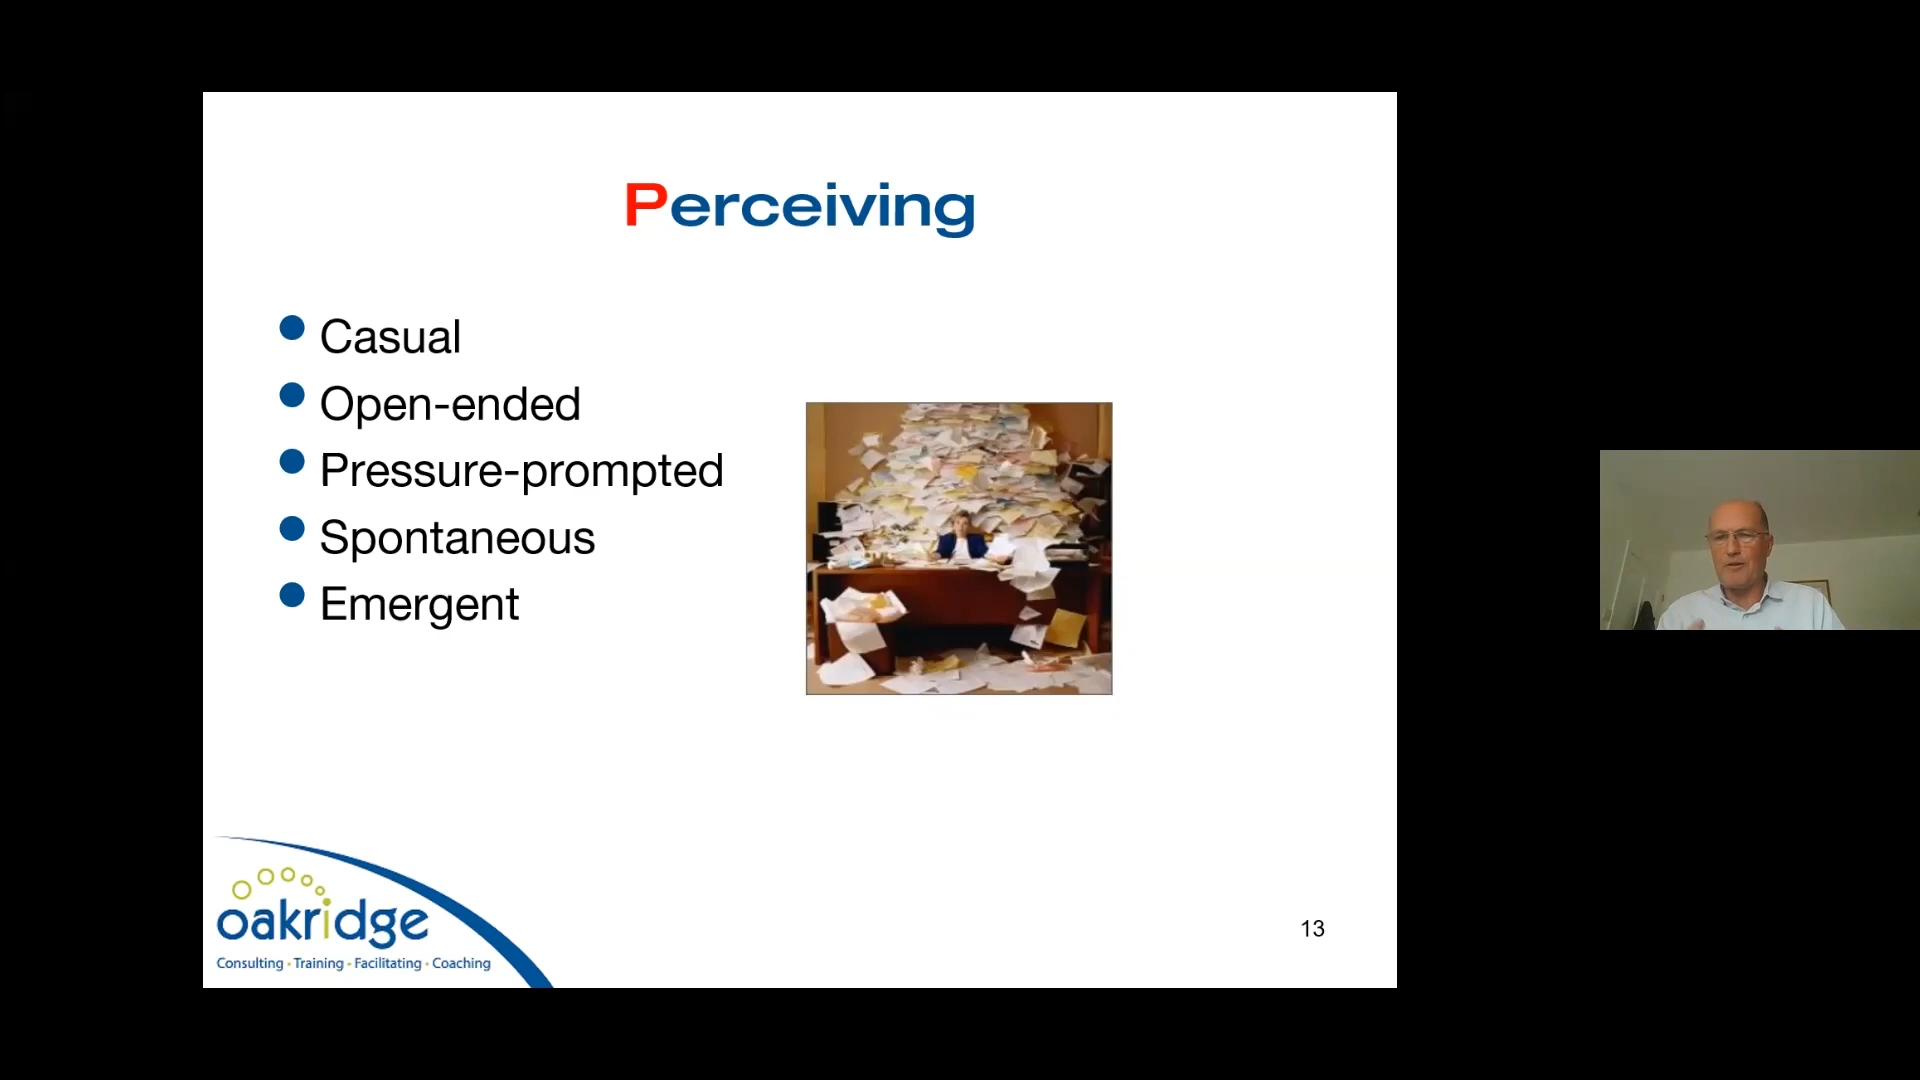 Perceiving
Casual
Open-ended
Pressure-prompted
Spontaneous
Emergent
oakridge
Consulting • Training • Facilitating • Coaching
13